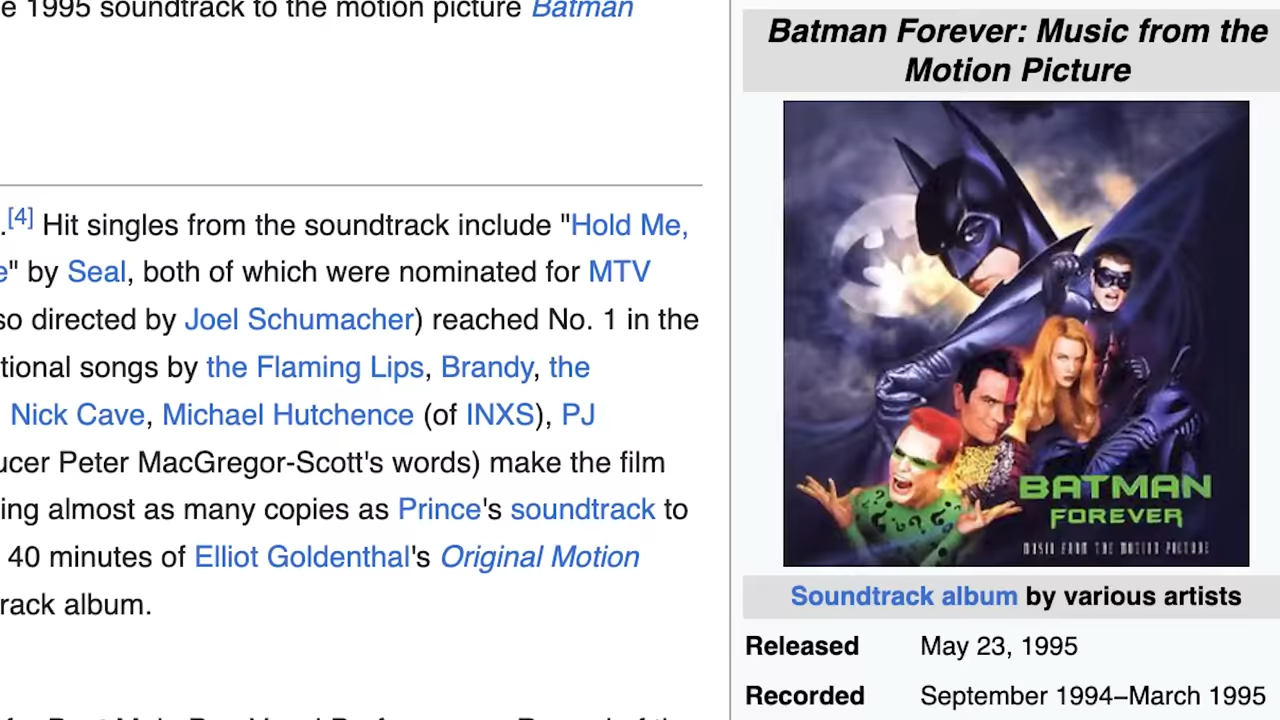 e 1995 soundtrack to the motion picture Batman
.[4] Hit singles from the soundtrack include "Hold Me,
e" by Seal, both of which were nominated for MTV
so directed by Joel Schumacher) reached No. 1 in the
tional songs by the Flaming Lips, Brandy, the
Nick Cave, Michael Hutchence (of INXS), PJ
ucer Peter MacGregor-Scott's words) make the film
ing almost as many copies as Prince's soundtrack to
40 minutes of Elliot Goldenthal's Original Motion
rack album.
Batman Forever: Music from the
Motion Picture
BATMAN
FOREVER
MUSIC FROM THE MOTION PICTURE
Soundtrack album by various artists
Released May 23, 1995
Recorded September 1994–March 1995